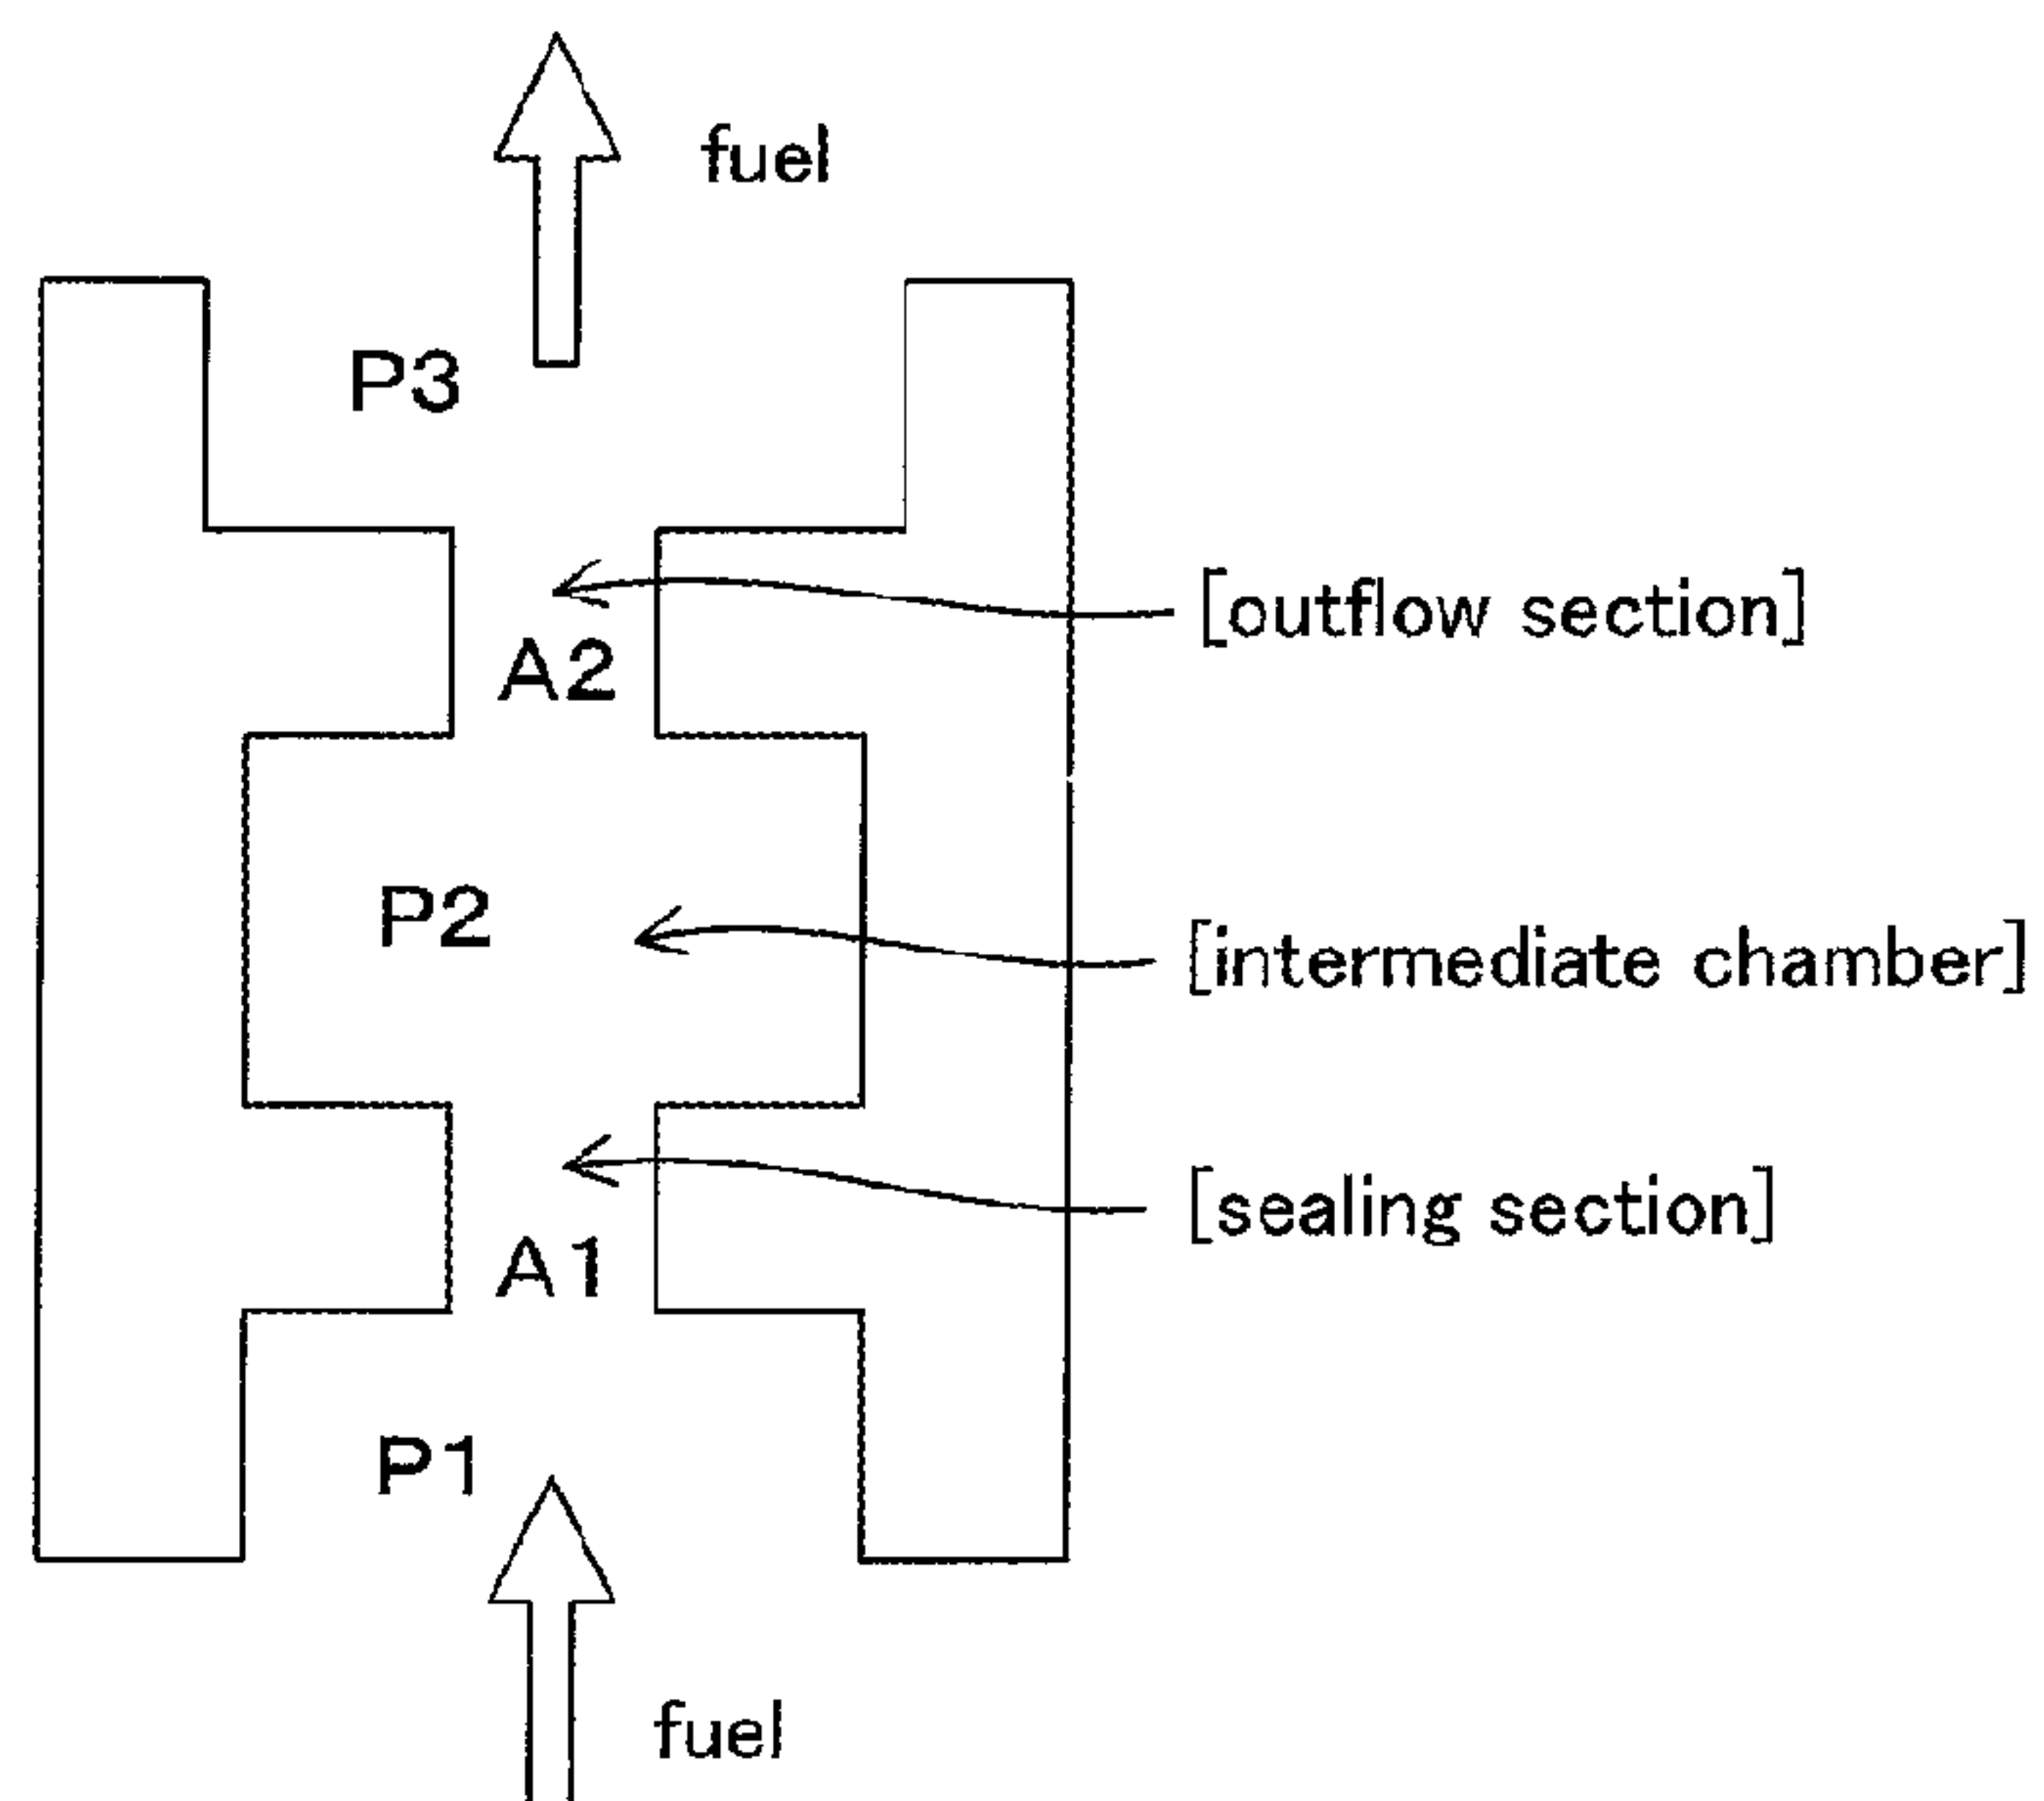 fuel
P3
[outflow section]
A2
P2
[intermediate chamber]
[sealing section]
A1
P1
fuel